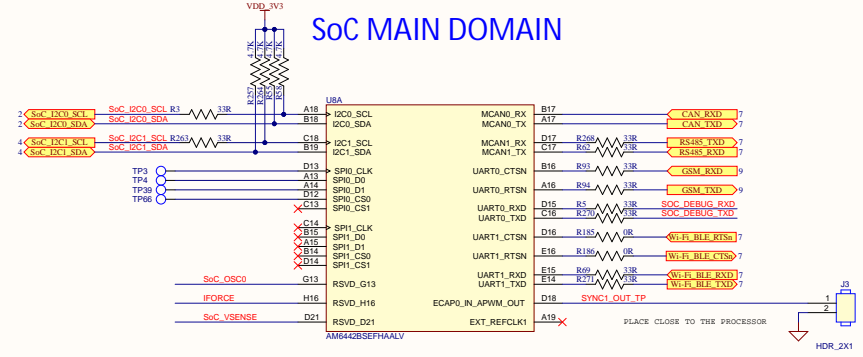 VDD_3V3
SoC MAIN DOMAIN
4.7K 4.7K 4.7K 4.7K
R257 R264 R55 R58
U8A
2 SoC_I2C0_SCL SoC_I2C0_SCL R3 33R A18 I2C0_SCL MCAN0_RX B17 CAN_RXD 7
2 SoC_I2C0_SDA SoC_I2C0_SDA B18 I2C0_SDA MCAN0_TX A17 CAN_TXD 7
4 SoC_I2C1_SCL SoC_I2C1_SCL R263 33R C18 I2C1_SCL MCAN1_RX D17 R268 33R RS485_TXD 7
4 SoC_I2C1_SDA SoC_I2C1_SDA B19 I2C1_SDA MCAN1_TX C17 R62 33R RS485_RXD 7
TP3 D13 SPI0_CLK UART0_CTSN B16 R93 33R GSM_RXD 9
TP4 A13 SPI0_D0
TP39 A14 SPI0_D1 UART0_RTSN A16 R94 33R GSM_TXD 9
TP66 D12 SPI0_CS0
C13 SPI0_CS1 UART0_RXD D15 R5 33R SOC_DEBUG_RXD
UART0_TXD C16 R270 33R SOC_DEBUG_TXD
C14 SPI1_CLK
B15 SPI1_D0 UART1_CTSN D16 R185 0R Wi-Fi_BLE_RTSn 7
A15 SPI1_D1
B14 SPI1_CS0 UART1_RTSN E16 R186 0R Wi-Fi_BLE_CTSn 7
D14 SPI1_CS1
UART1_RXD E15 R69 33R Wi-Fi_BLE_RXD 7
SoC_OSC0 G13 RSVD_G13 UART1_TXD E14 R271 33R Wi-Fi_BLE_TXD 7
J3
IFORCE H16 RSVD_H16 ECAP0_IN_APWM_OUT D18 SYNC1_OUT_TP 1
2
SoC_VSENSE D21 RSVD_D21 EXT_REFCLK1 A19 PLACE CLOSE TO THE PROCESSOR
AM6442BSEFHAALV
HDR_2X1